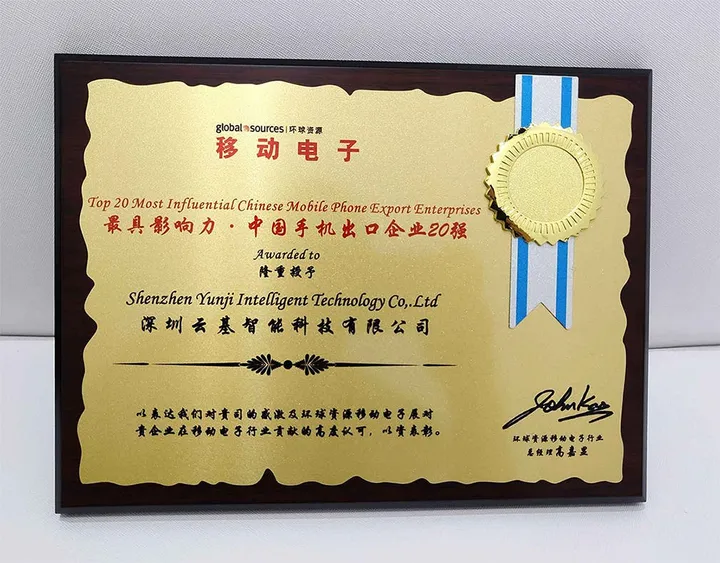 global sources | 环球资源
移动电子
Top 20 Most Influential Chinese Mobile Phone Export Enterprises
最具影响力·中国手机出口企业20强
Awarded to
隆重授予
Shenzhen Yunji Intelligent Technology Co,.Ltd
深圳云基智能科技有限公司
以表达我们对贵司的感激及环球资源移动电子展对
贵企业在移动电子行业贡献的高度认可，以资表彰。
John Kao
环球资源移动电子行业
总经理高嘉显